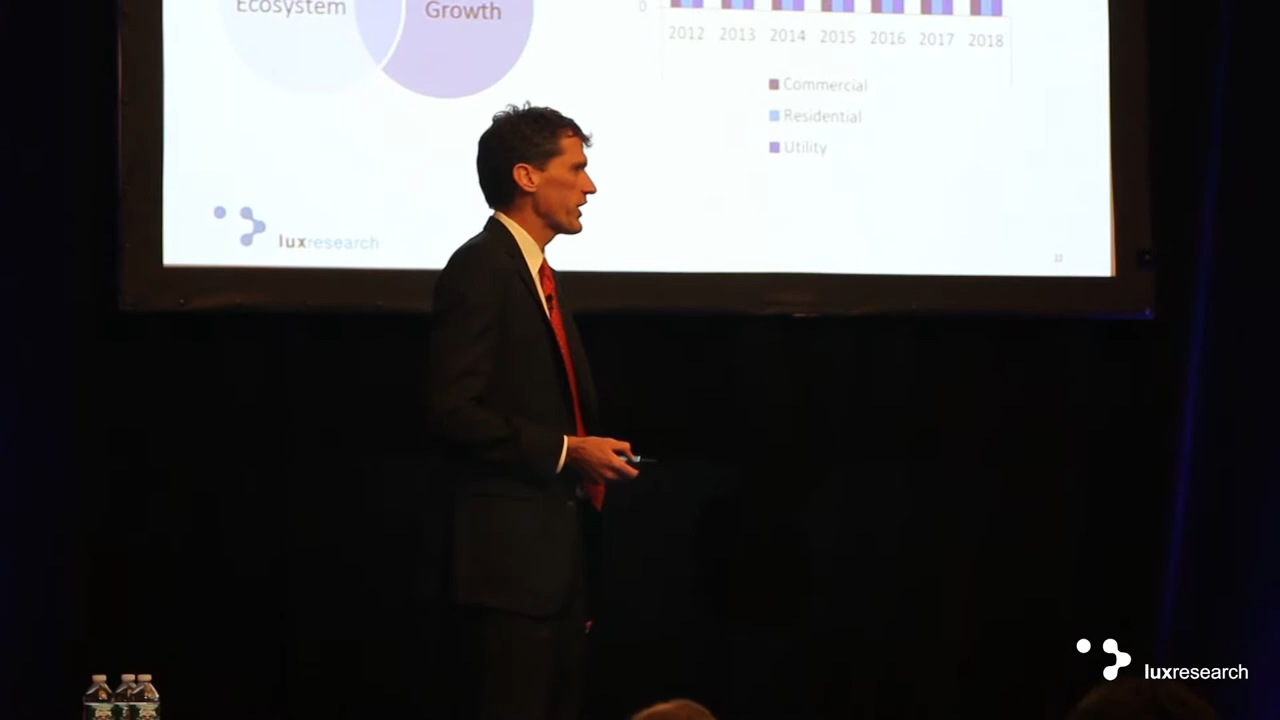 Ecosystem
Growth
0
2012 2013 2014 2015 2016 2017 2018
Commercial
Residential
Utility
luxresearch
luxresearch